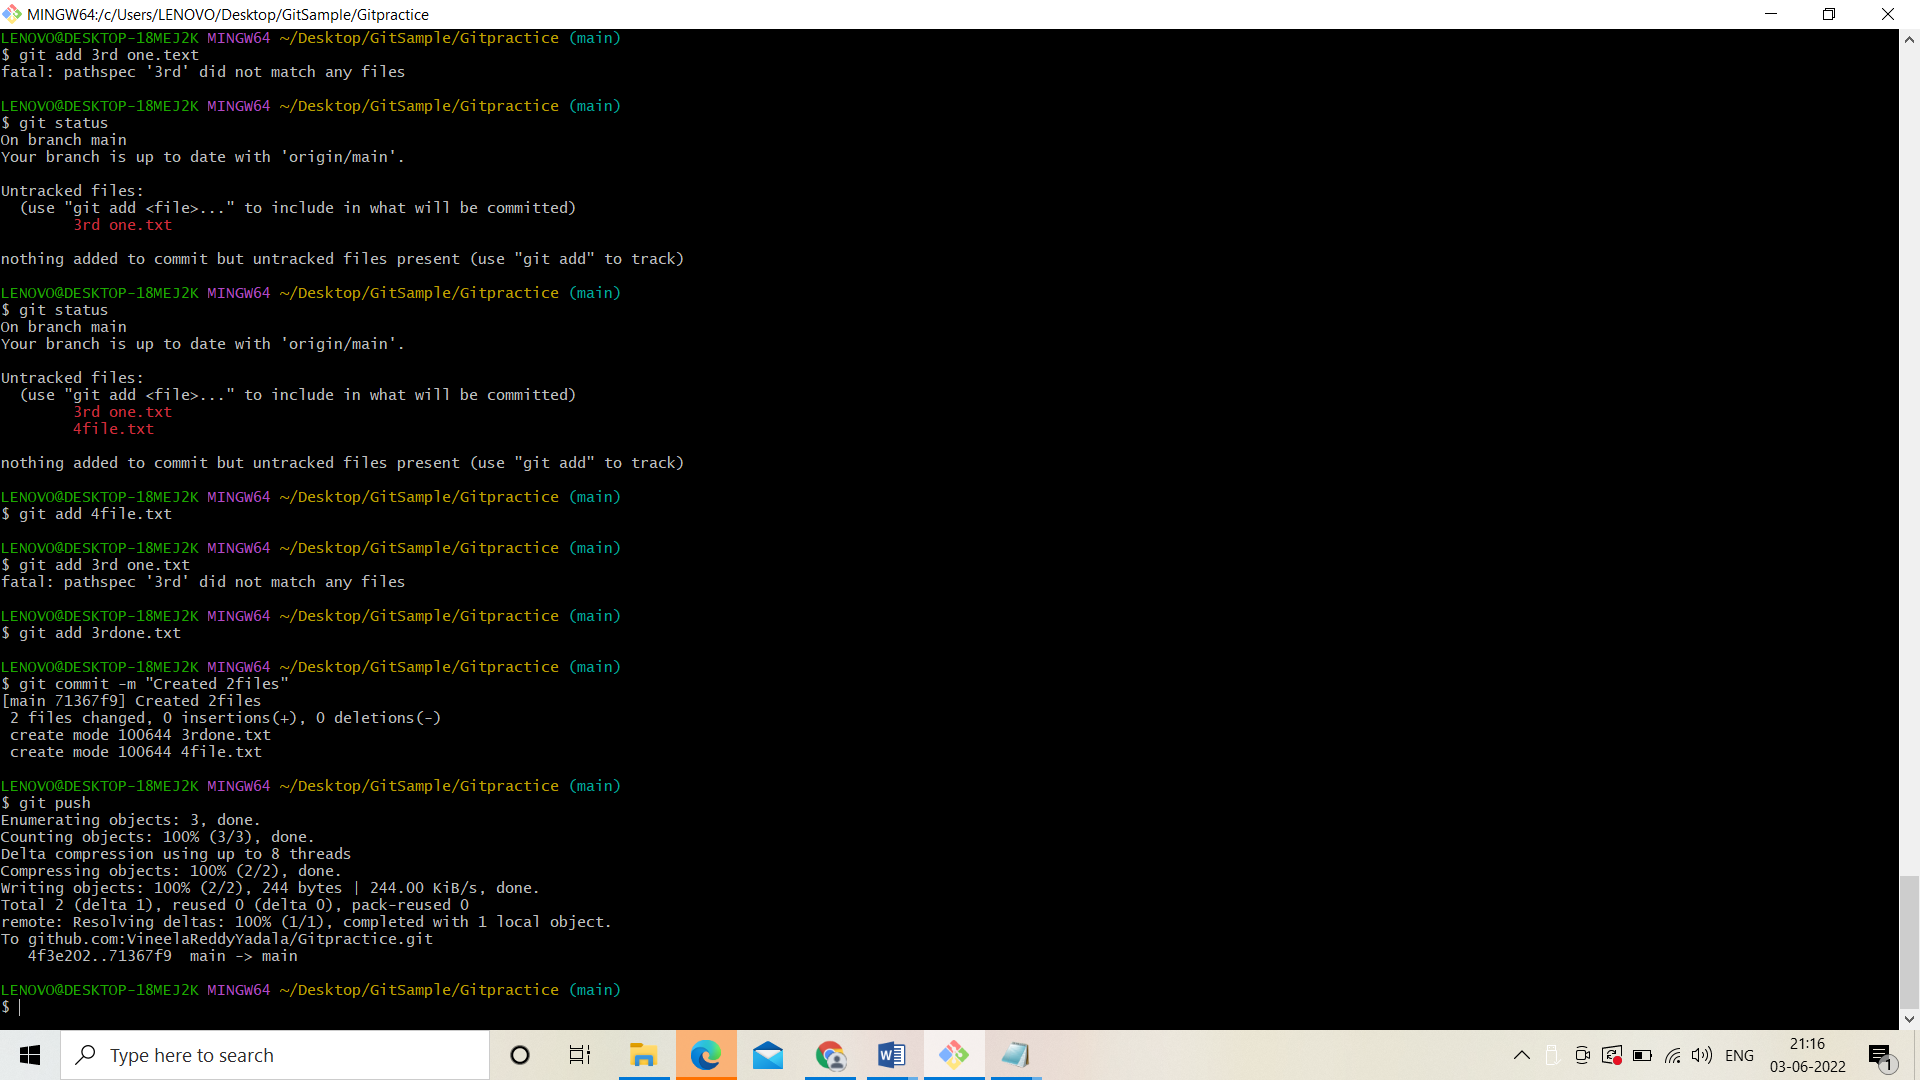 MINGW64:/c/Users/LENOVO/Desktop/GitSample/Gitpractice
LENOVO@DESKTOP-18MEJ2K MINGW64 ~/Desktop/GitSample/Gitpractice (main)
$ git add 3rd one.text
fatal: pathspec '3rd' did not match any files
LENOVO@DESKTOP-18MEJ2K MINGW64 ~/Desktop/GitSample/Gitpractice (main)
$ git status
On branch main
Your branch is up to date with 'origin/main'.
Untracked files:
(use "git add <file>..." to include in what will be committed)
3rd one.txt
nothing added to commit but untracked files present (use "git add" to track)
LENOVO@DESKTOP-18MEJ2K MINGW64 ~/Desktop/GitSample/Gitpractice (main)
$ git status
On branch main
Your branch is up to date with 'origin/main'.
Untracked files:
(use "git add <file>..." to include in what will be committed)
3rd one.txt
4file.txt
nothing added to commit but untracked files present (use "git add" to track)
LENOVO@DESKTOP-18MEJ2K MINGW64 ~/Desktop/GitSample/Gitpractice (main)
$ git add 4file.txt
LENOVO@DESKTOP-18MEJ2K MINGW64 ~/Desktop/GitSample/Gitpractice (main)
$ git add 3rd one.txt
fatal: pathspec '3rd' did not match any files
LENOVO@DESKTOP-18MEJ2K MINGW64 ~/Desktop/GitSample/Gitpractice (main)
$ git add 3rdone.txt
LENOVO@DESKTOP-18MEJ2K MINGW64 ~/Desktop/GitSample/Gitpractice (main)
$ git commit -m "Created 2files"
[main 71367f9] Created 2files
2 files changed, 0 insertions(+), 0 deletions(-)
create mode 100644 3rdone.txt
create mode 100644 4file.txt
LENOVO@DESKTOP-18MEJ2K MINGW64 ~/Desktop/GitSample/Gitpractice (main)
$ git push
Enumerating objects: 3, done.
Counting objects: 100% (3/3), done.
Delta compression using up to 8 threads
Compressing objects: 100% (2/2), done.
Writing objects: 100% (2/2), 244 bytes | 244.00 KiB/s, done.
Total 2 (delta 1), reused 0 (delta 0), pack-reused 0
remote: Resolving deltas: 100% (1/1), completed with 1 local object.
To github.com:VineelaReddyYadala/Gitpractice.git
4f3e202..71367f9  main -> main
LENOVO@DESKTOP-18MEJ2K MINGW64 ~/Desktop/GitSample/Gitpractice (main)
$
Type here to search
ENG
21:16
03-06-2022
1